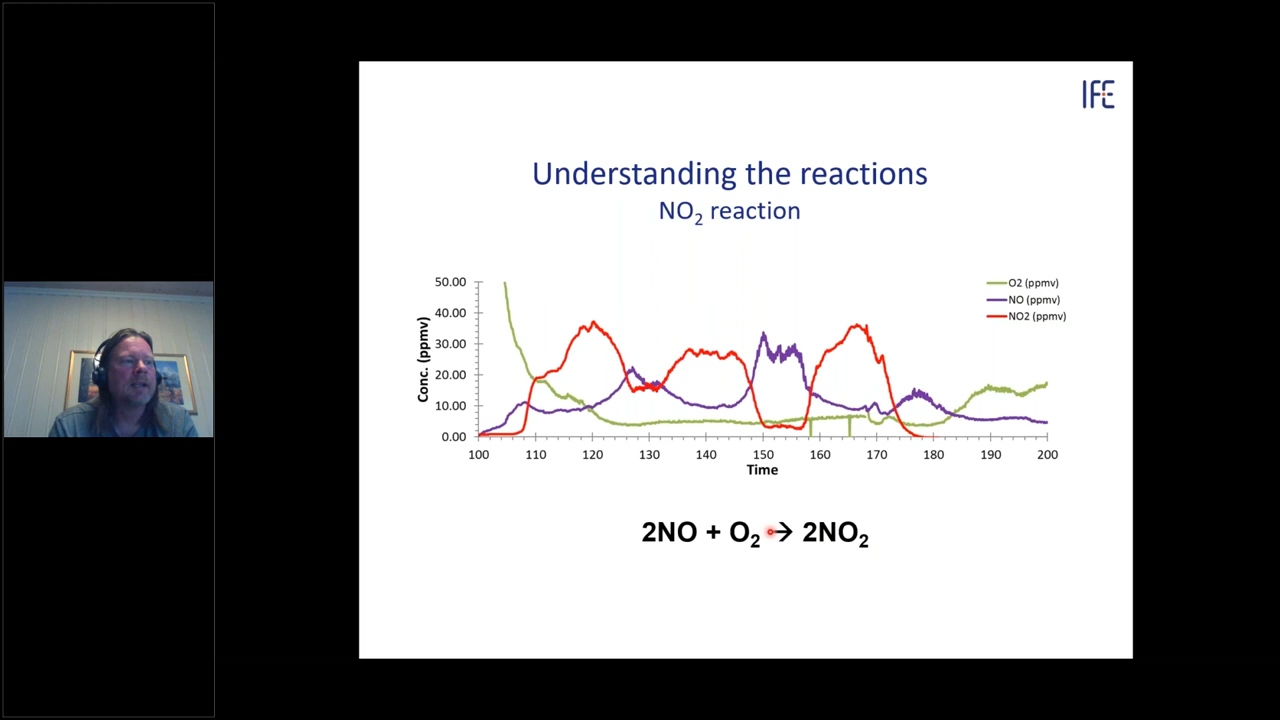 IFE
Understanding the reactions
NO₂ reaction
50.00
40.00
30.00
20.00
10.00
0.00
Conc. (ppmv)
O2 (ppmv)
NO (ppmv)
NO2 (ppmv)
100 110 120 130 140 150 160 170 180 190 200
Time
2NO + O₂ → 2NO₂